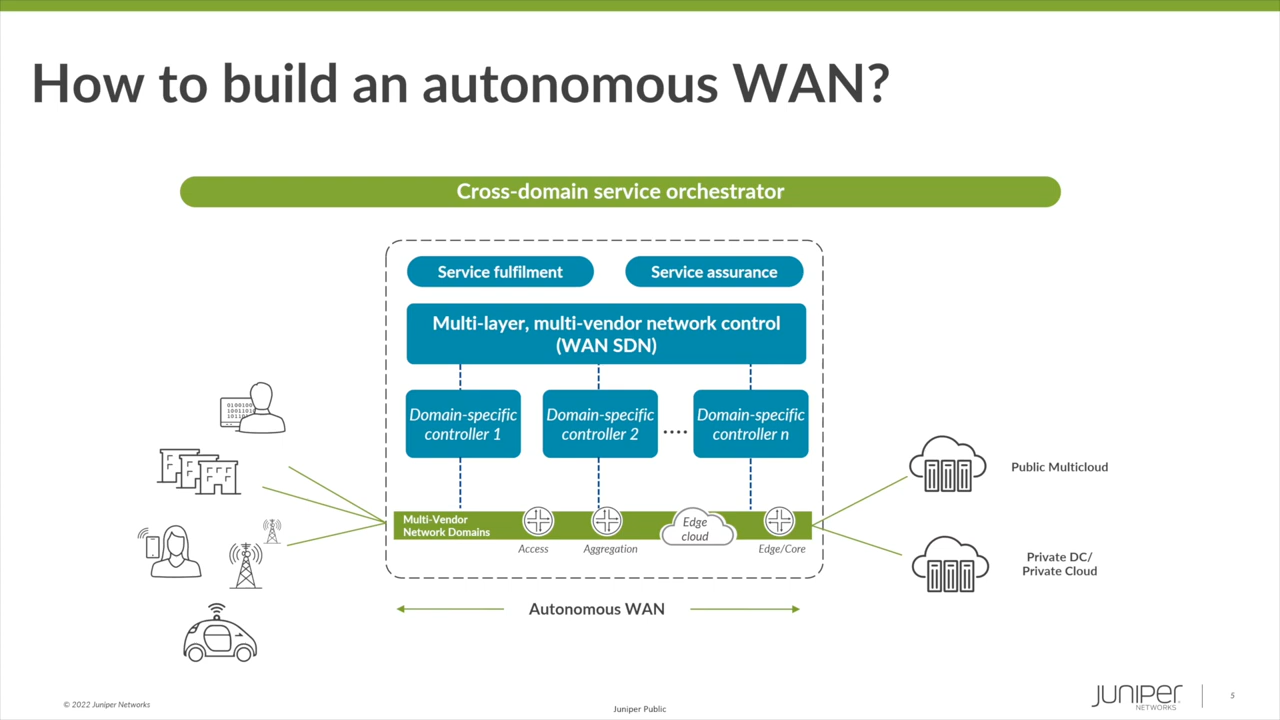 How to build an autonomous WAN?
Cross-domain service orchestrator
Service fulfilment
Service assurance
Multi-layer, multi-vendor network control
(WAN SDN)
Domain-specific
controller 1
Domain-specific
controller 2
....
Domain-specific
controller n
Multi-Vendor
Network Domains
Edge
cloud
Access
Aggregation
Edge/Core
Public Multicloud
Private DC/
Private Cloud
Autonomous WAN
© 2022 Juniper Networks
Juniper Public
JUNIPER
NETWORKS
5